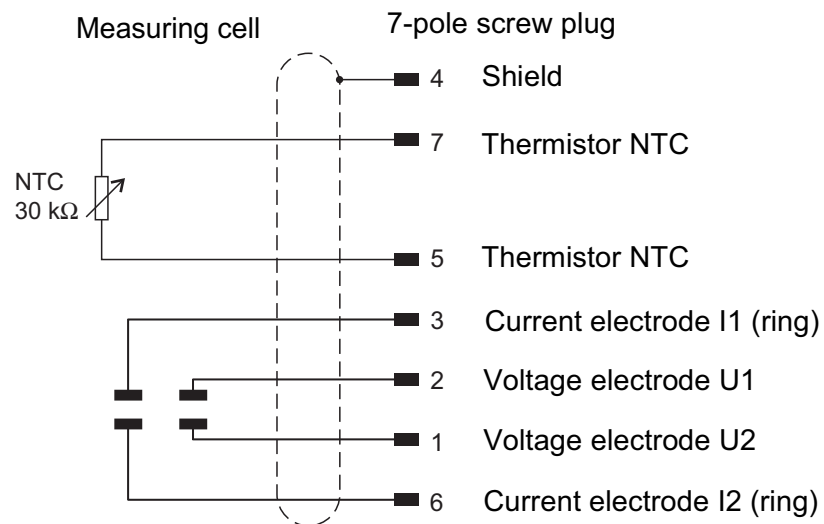 Measuring cell
7-pole screw plug
4 Shield
7 Thermistor NTC
NTC
30 kΩ
5 Thermistor NTC
3 Current electrode I1 (ring)
2 Voltage electrode U1
1 Voltage electrode U2
6 Current electrode I2 (ring)